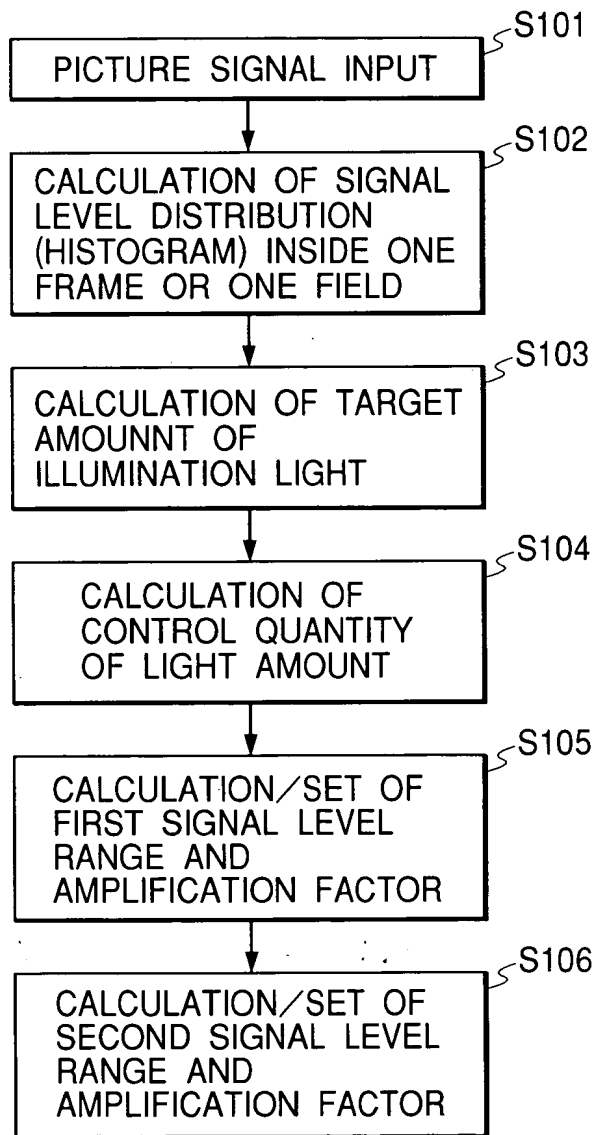 S101
PICTURE SIGNAL INPUT
S102
CALCULATION OF SIGNAL
LEVEL DISTRIBUTION
(HISTOGRAM) INSIDE ONE
FRAME OR ONE FIELD
S103
CALCULATION OF TARGET
AMOUNNT OF
ILLUMINATION LIGHT
S104
CALCULATION OF
CONTROL QUANTITY
OF LIGHT AMOUNT
S105
CALCULATION/SET OF
FIRST SIGNAL LEVEL
RANGE AND
AMPLIFICATION FACTOR
S106
CALCULATION/SET OF
SECOND SIGNAL LEVEL
RANGE AND
AMPLIFICATION FACTOR